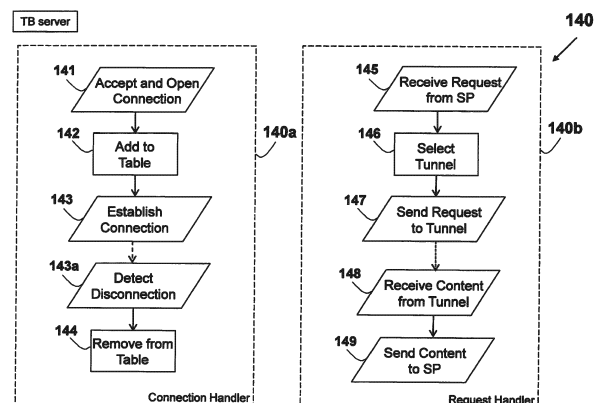 TB server
140
141
Accept and Open
Connection
142
Add to
Table
140a
143
Establish
Connection
143a
Detect
Disconnection
144
Remove from
Table
Connection Handler
145
Receive Request
from SP
146
Select
Tunnel
140b
147
Send Request
to Tunnel
148
Receive Content
from Tunnel
149
Send Content
to SP
Request Handler